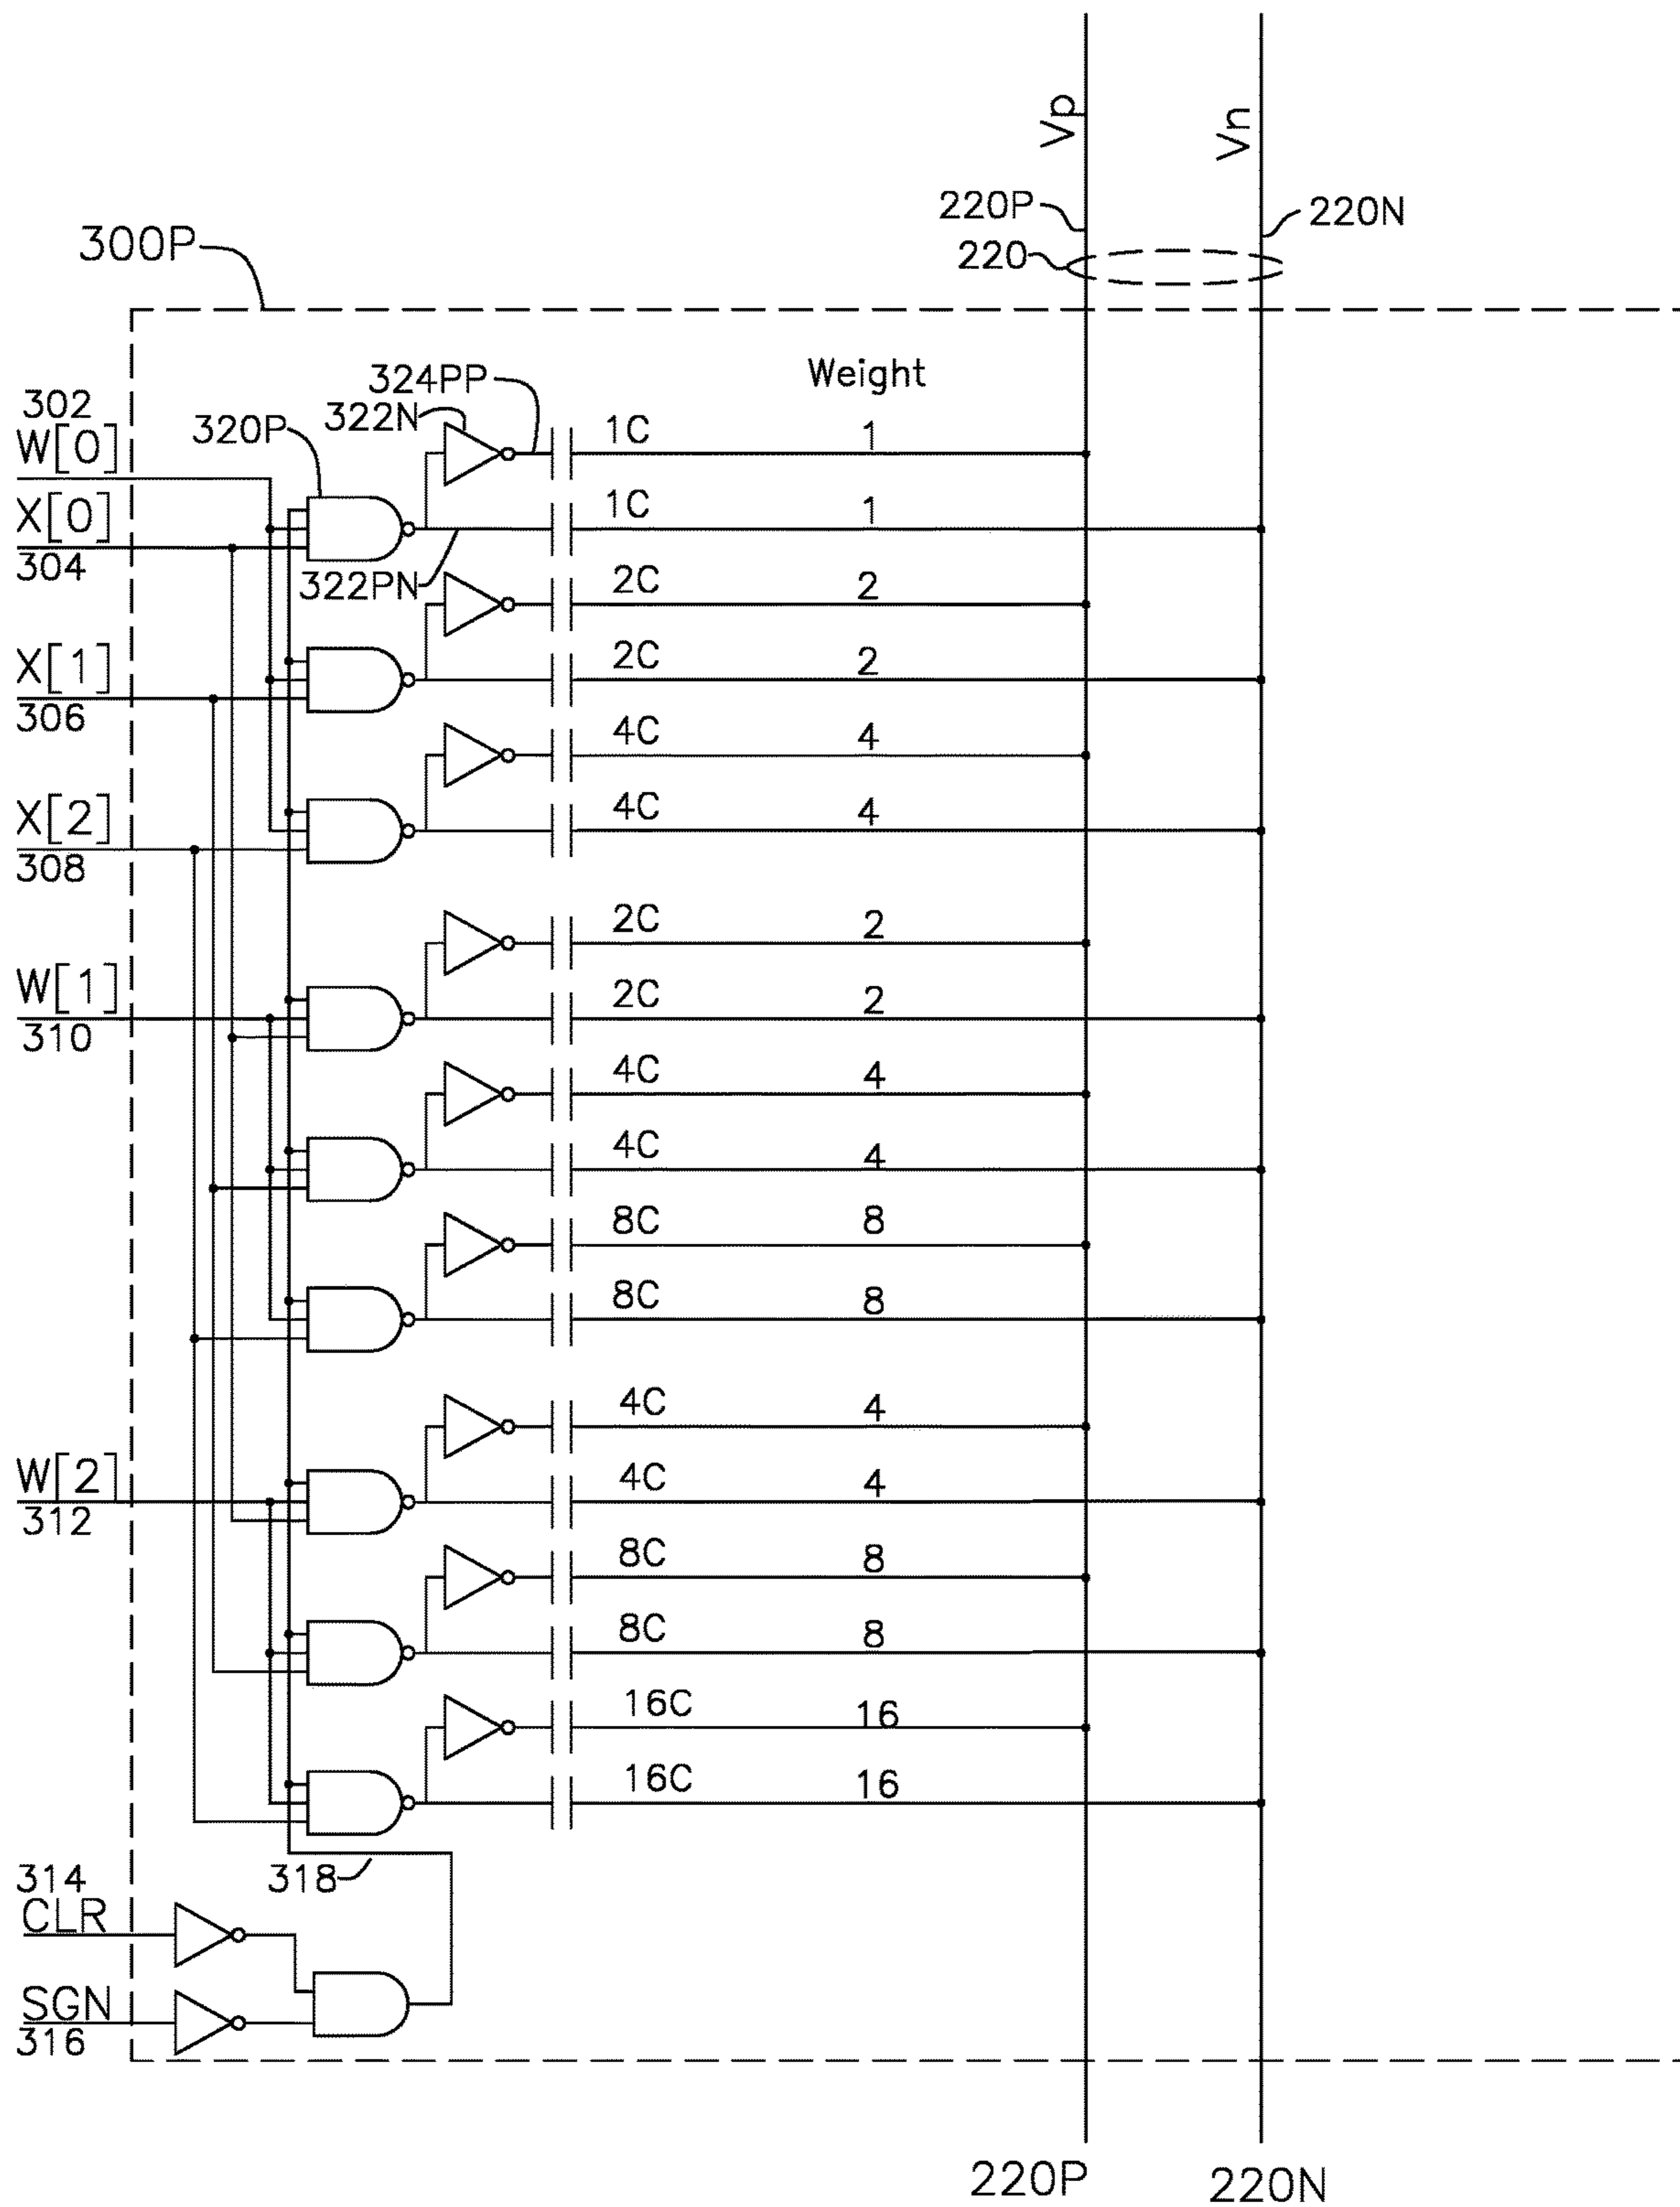 Vp
Vn
220P
220N
220
300P
Weight
324PP
322N
302
W[0]
320P
1C 1
X[0]
304
1C 1
322PN
2C 2
X[1]
306
2C 2
4C 4
X[2]
308
4C 4
2C 2
W[1]
310
2C 2
4C 4
4C 4
8C 8
8C 8
4C 4
W[2]
312
4C 4
8C 8
8C 8
16C 16
16C 16
318
314
CLR
SGN
316
220P
220N